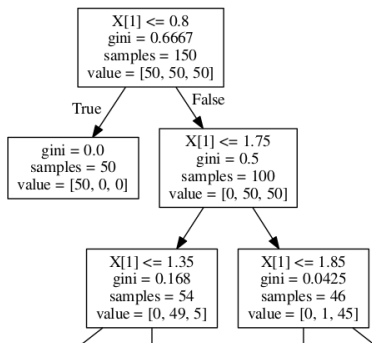 X[1] <= 0.8
gini = 0.6667
samples = 150
value = [50, 50, 50]
True
False
gini = 0.0
samples = 50
value = [50, 0, 0]
X[1] <= 1.75
gini = 0.5
samples = 100
value = [0, 50, 50]
X[1] <= 1.35
gini = 0.168
samples = 54
value = [0, 49, 5]
X[1] <= 1.85
gini = 0.0425
samples = 46
value = [0, 1, 45]